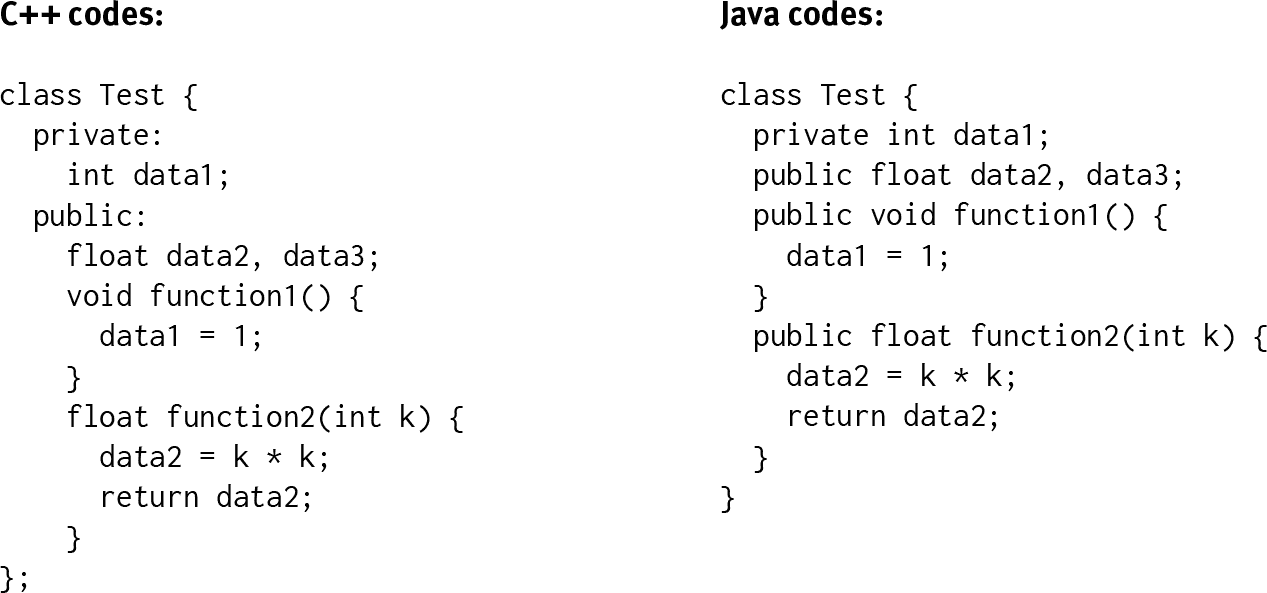 C++ codes:
class Test {
  private:
    int data1;
  public:
    float data2, data3;
    void function1() {
      data1 = 1;
    }
    float function2(int k) {
      data2 = k * k;
      return data2;
    }
};
Java codes:
class Test {
  private int data1;
  public float data2, data3;
  public void function1() {
    data1 = 1;
  }
  public float function2(int k) {
    data2 = k * k;
    return data2;
  }
}